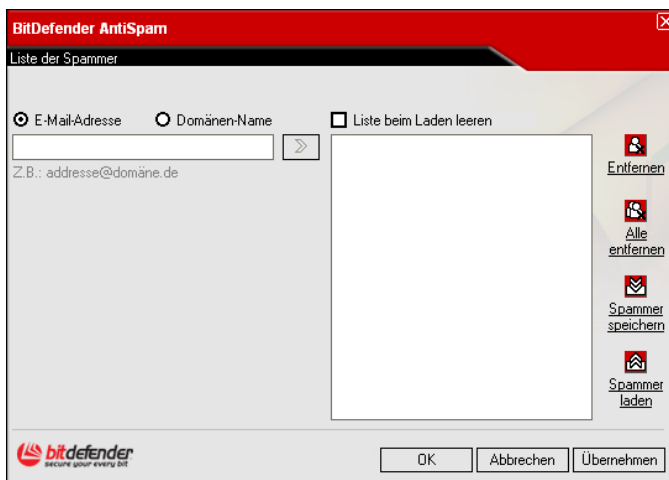 BitDefender AntiSpam
Liste der Spammer
E-Mail-Adresse
Domänen-Name
Liste beim Laden leeren
Z.B.: addresse@domäne.de
Entfernen
Alle
entfernen
Spammer
speichern
Spammer
laden
bitdefender
secure your every bit
OK
Abbrechen
Übernehmen